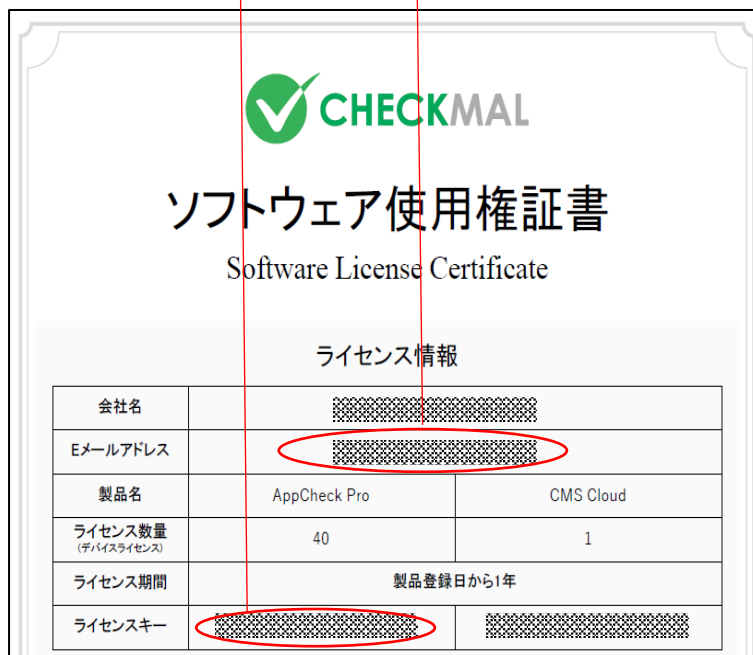 CHECKMAL
ソフトウェア使用権証書
Software License Certificate
ライセンス情報
会社名
Eメールアドレス
製品名 AppCheck Pro CMS Cloud
ライセンス数量 40 1
(デバイスライセンス)
ライセンス期間 製品登録日から1年
ライセンスキー